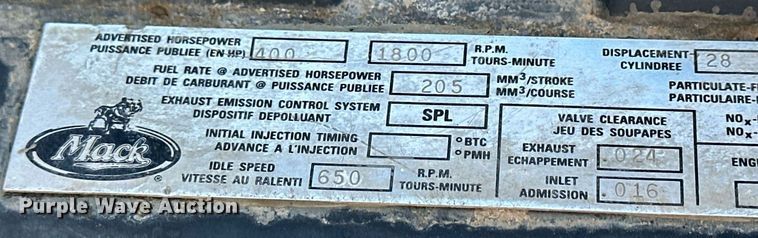 ADVERTISED HORSEPOWER
PUISSANCE PUBLIEE (EN HP) 400 1800 R.P.M. TOURS-MINUTE
DISPLACEMENT-
CYLINDREE 28
FUEL RATE @ ADVERTISED HORSEPOWER
DEBIT DE CARBURANT @ PUISSANCE PUBLIEE 205 MM³/STROKE MM³/COURSE
PARTICULATE-F
PARTICULAIRE-
EXHAUST EMISSION CONTROL SYSTEM
DISPOSITIF DEPOLLUANT SPL
VALVE CLEARANCE
JEU DES SOUPAPES
NOx-
NOx-
INITIAL INJECTION TIMING
AVANCE A L'INJECTION °BTC °PMH
EXHAUST
ECHAPPEMENT .024
ENG
IDLE SPEED
VITESSE AU RALENTI 650 R.P.M. TOURS-MINUTE
INLET
ADMISSION .016
Mack
®
Purple Wave Auction